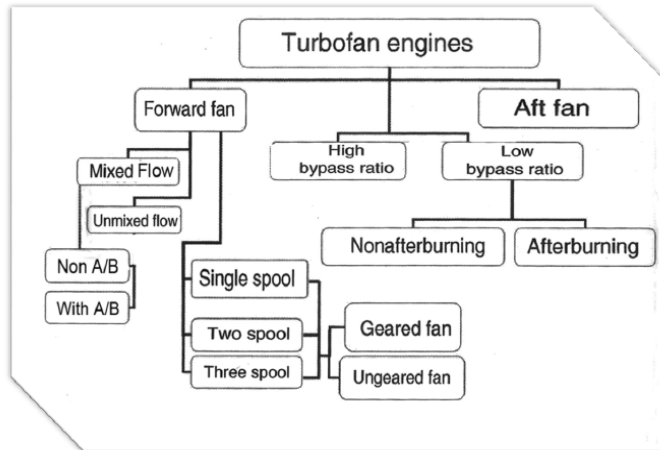 Turbofan engines
Forward fan
Aft fan
High
bypass ratio
Low
bypass ratio
Mixed Flow
Unmixed flow
Nonafterburning
Afterburning
Non A/B
With A/B
Single spool
Two spool
Three spool
Geared fan
Ungeared fan